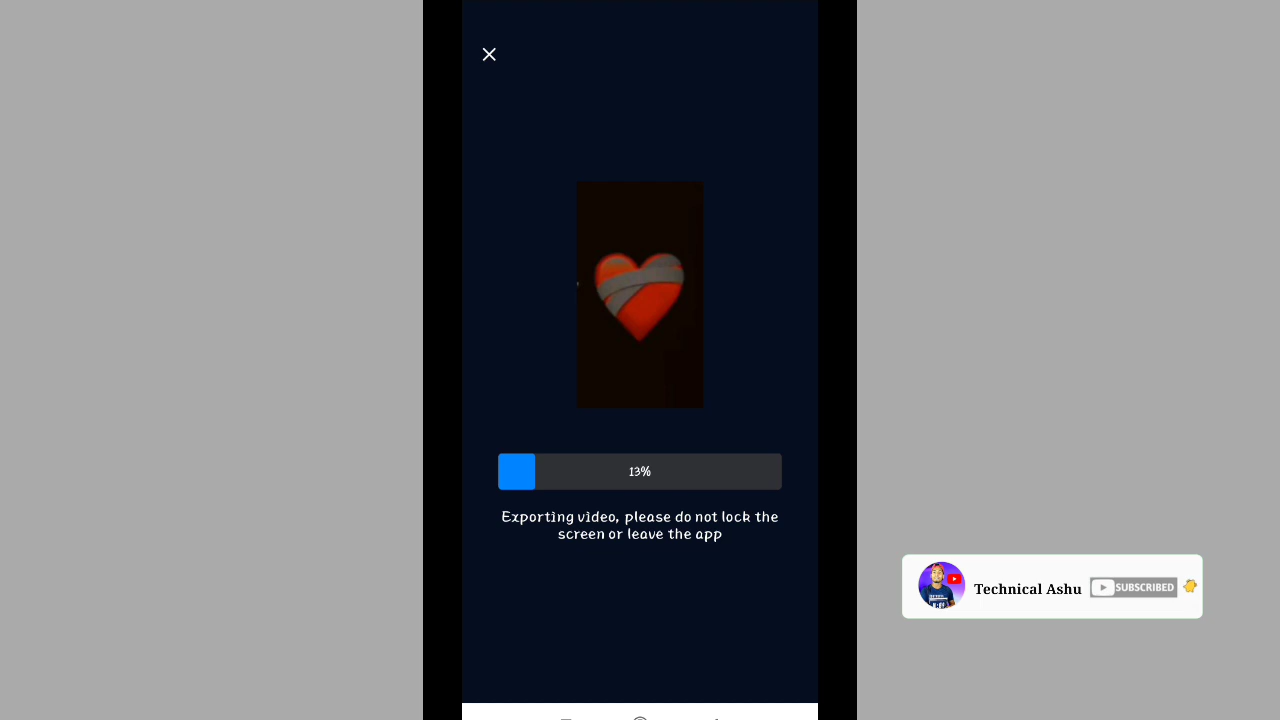 13%
Exporting video, please do not lock the
screen or leave the app
Technical Ashu SUBSCRIBED